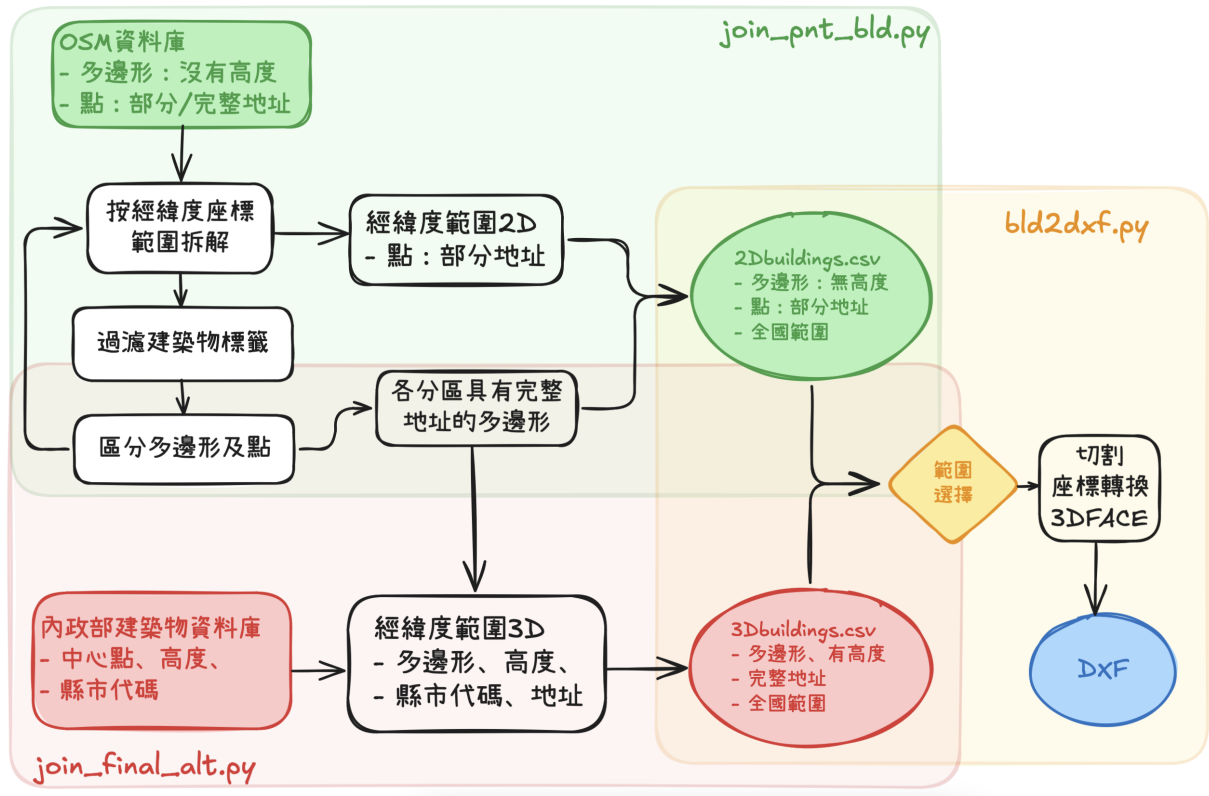 join_pnt_bld.py
OSM資料庫
- 多邊形：沒有高度
- 點：部分/完整地址
按經緯度座標
範圍拆解
經緯度範圍2D
- 點：部分地址
過濾建築物標籤
區分多邊形及點
各分區具有完整
地址的多邊形
2Dbuildings.csv
- 多邊形：無高度
- 點：部分地址
- 全國範圍
bld2dxf.py
範圍
選擇
切割
座標轉換
3DFACE
DXF
內政部建築物資料庫
- 中心點、高度、
- 縣市代碼
經緯度範圍3D
- 多邊形、高度、
- 縣市代碼、地址
3Dbuildings.csv
- 多邊形、有高度
- 完整地址
- 全國範圍
join_final_alt.py